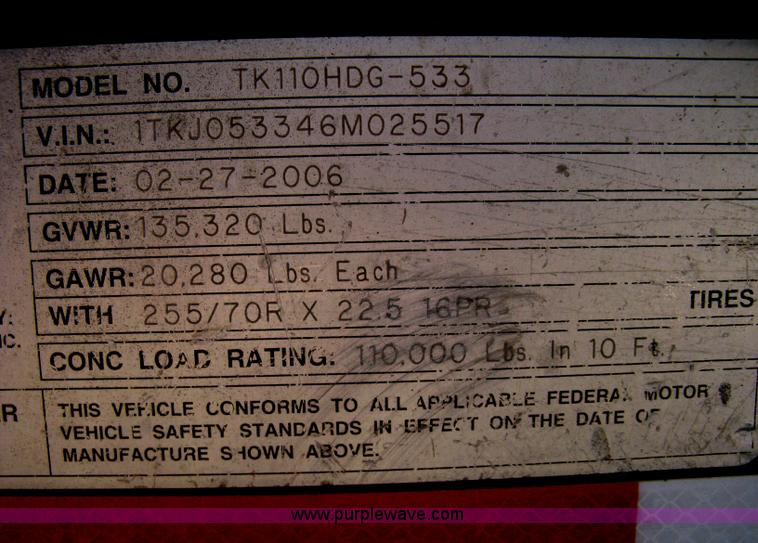 MODEL NO. TK110HDG-533
V.I.N.: 1TKJ053346M025517
DATE: 02-27-2006
GVWR: 135,320 Lbs.
GAWR: 20,280 Lbs. Each
WITH 255/70R X 22.5 16PR TIRES
CONC LOAD RATING: 110,000 Lbs. In 10 Ft.
THIS VEHICLE CONFORMS TO ALL APPLICABLE FEDERAL MOTOR
VEHICLE SAFETY STANDARDS IN EFFECT ON THE DATE OF
MANUFACTURE SHOWN ABOVE.
www.purplewave.com